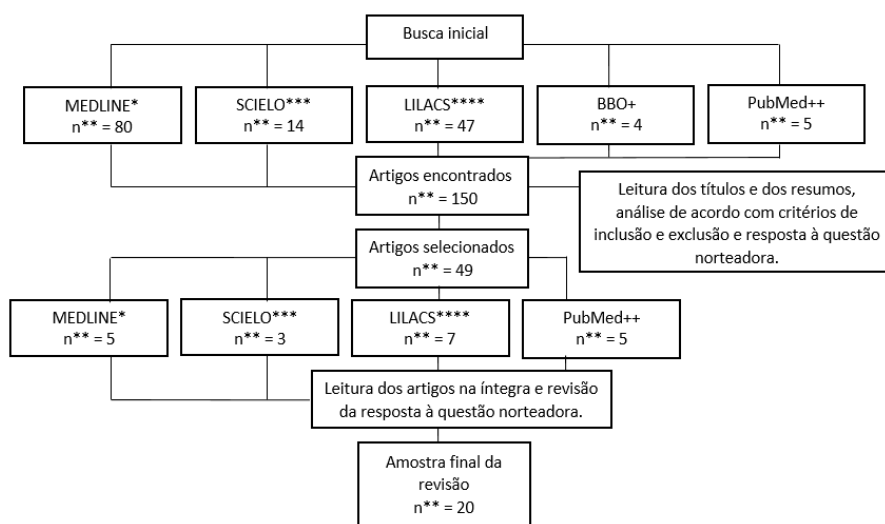 Busca inicial
MEDLINE*
n** = 80
SCIELO***
n** = 14
LILACS****
n** = 47
BBO+
n** = 4
PubMed++
n** = 5
Artigos encontrados
n** = 150
Leitura dos títulos e dos resumos,
análise de acordo com critérios de
inclusão e exclusão e resposta à questão
norteadora.
Artigos selecionados
n** = 49
MEDLINE*
n** = 5
SCIELO***
n** = 3
LILACS****
n** = 7
PubMed++
n** = 5
Leitura dos artigos na íntegra e revisão
da resposta à questão norteadora.
Amostra final da
revisão
n** = 20